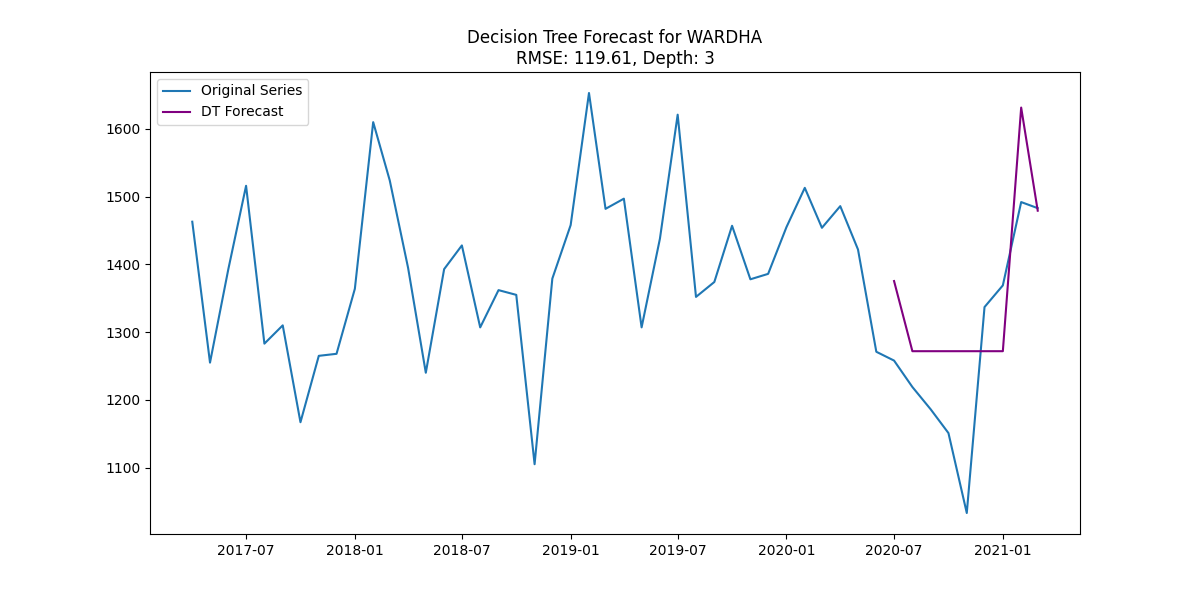 Decision Tree Forecast for WARDHA
RMSE: 119.61, Depth: 3
Original Series
DT Forecast
1600
1500
1400
1300
1200
1100
2017-07 2018-01 2018-07 2019-01 2019-07 2020-01 2020-07 2021-01